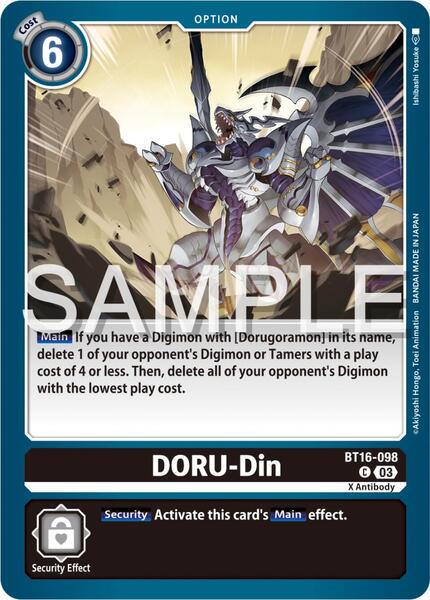 OPTION
Cost
6
Ishibashi Yosuke
©Akiyoshi Hongo, Toei Animation BANDAI MADE IN JAPAN
SAMPLE
Main If you have a Digimon with [Dorugoramon] in its name,
delete 1 of your opponent's Digimon or Tamers with a play
cost of 4 or less. Then, delete all of your opponent's Digimon
with the lowest play cost.
DORU-Din
BT16-098
C 03
X Antibody
Security Activate this card's Main effect.
Security Effect